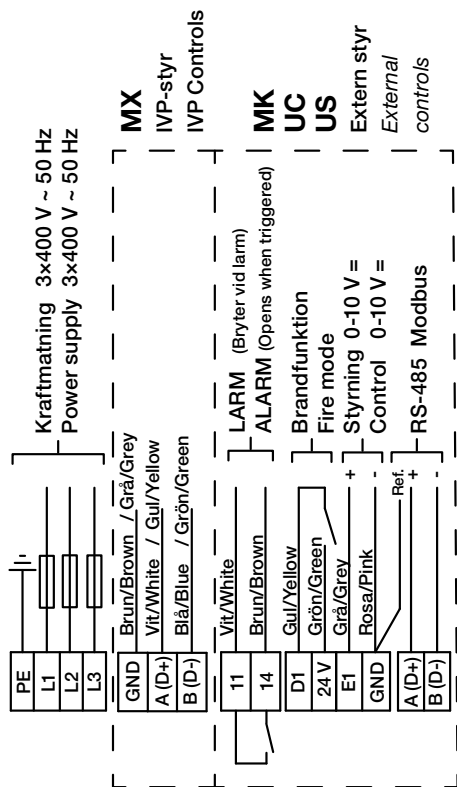 PE
L1
L2
L3
Kraftmatning 3×400 V ~ 50 Hz
Power supply 3×400 V ~ 50 Hz
GND
A (D+)
B (D-)
Brun/Brown / Grå/Grey
Vit/White / Gul/Yellow
Blå/Blue / Grön/Green
MX
IVP-styr
IVP Controls
11
14
Vit/White
Brun/Brown
LARM (Bryter vid larm)
ALARM (Opens when triggered)
MK
UC
US
Extern styr
External
controls
D1
24 V
E1
GND
Gul/Yellow
Grön/Green
Grå/Grey
Rosa/Pink
Brandfunktion
Fire mode
+
-
Styrning 0-10 V =
Control 0-10 V =
A (D+)
B (D-)
Ref.
+
-
RS-485 Modbus